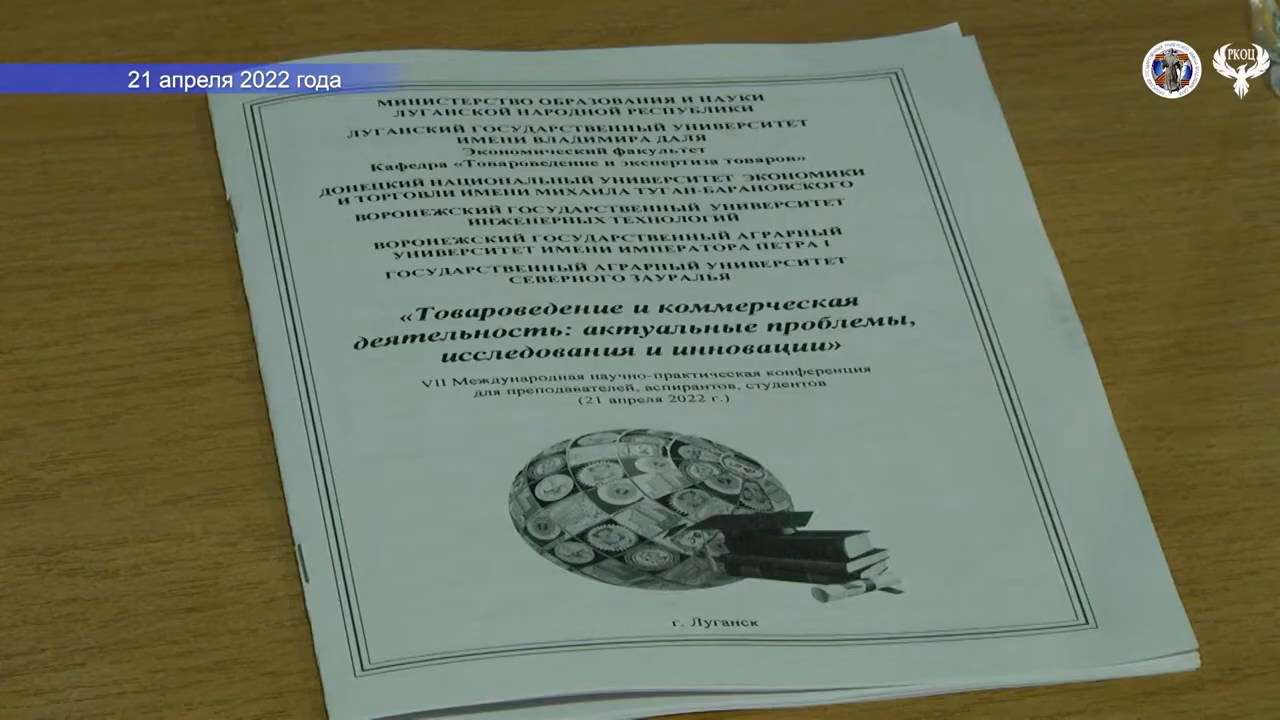 21 апреля 2022 года
РКОЦ
МИНИСТЕРСТВО ОБРАЗОВАНИЯ И НАУКИ
ЛУГАНСКОЙ НАРОДНОЙ РЕСПУБЛИКИ
ЛУГАНСКИЙ ГОСУДАРСТВЕННЫЙ УНИВЕРСИТЕТ
ИМЕНИ ВЛАДИМИРА ДАЛЯ
Экономический факультет
Кафедра «Товароведение и экспертиза товаров»
ДОНЕЦКИЙ НАЦИОНАЛЬНЫЙ УНИВЕРСИТЕТ ЭКОНОМИКИ
И ТОРГОВЛИ ИМЕНИ МИХАИЛА ТУГАН-БАРАНОВСКОГО
ВОРОНЕЖСКИЙ ГОСУДАРСТВЕННЫЙ УНИВЕРСИТЕТ
ИНЖЕНЕРНЫХ ТЕХНОЛОГИЙ
ВОРОНЕЖСКИЙ ГОСУДАРСТВЕННЫЙ АГРАРНЫЙ
УНИВЕРСИТЕТ ИМЕНИ ИМПЕРАТОРА ПЕТРА I
ГОСУДАРСТВЕННЫЙ АГРАРНЫЙ УНИВЕРСИТЕТ
СЕВЕРНОГО ЗАУРАЛЬЯ
«Товароведение и коммерческая
деятельность: актуальные проблемы,
исследования и инновации»
VII Международная научно-практическая конференция
для преподавателей, аспирантов, студентов
(21 апреля 2022 г.)
г. Луганск